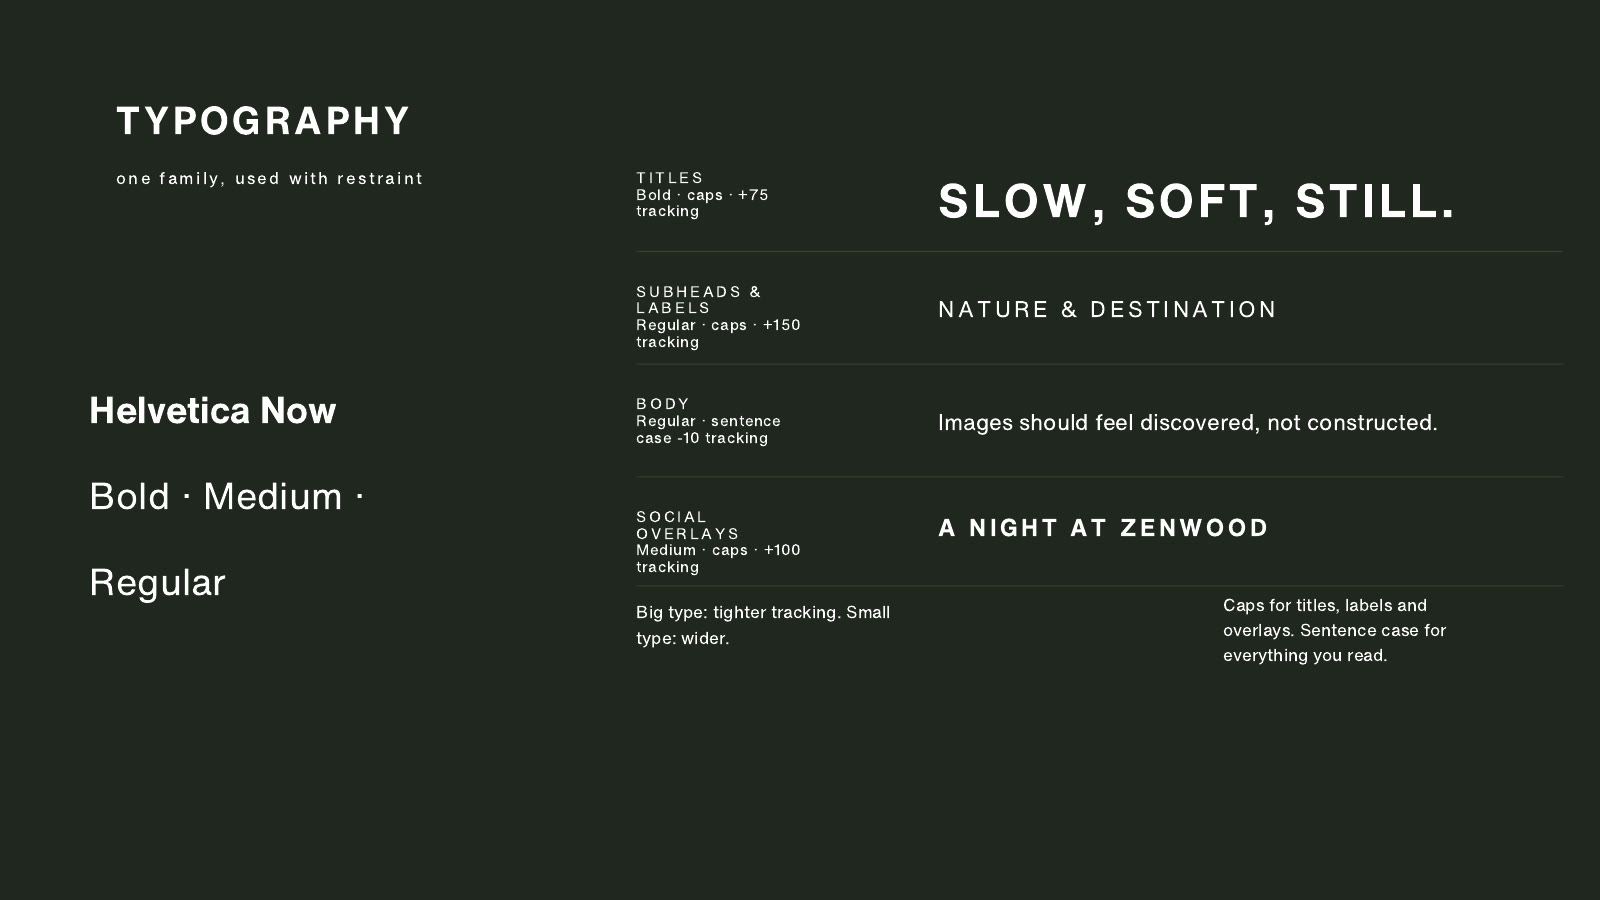 TYPOGRAPHY
one family, used with restraint
Helvetica Now
Bold · Medium ·
Regular
TITLES
Bold · caps · +75
tracking
SLOW, SOFT, STILL.
SUBHEADS &
LABELS
Regular · caps · +150
tracking
NATURE & DESTINATION
BODY
Regular · sentence
case -10 tracking
Images should feel discovered, not constructed.
SOCIAL
OVERLAYS
Medium · caps · +100
tracking
A NIGHT AT ZENWOOD
Big type: tighter tracking. Small
type: wider.
Caps for titles, labels and
overlays. Sentence case for
everything you read.